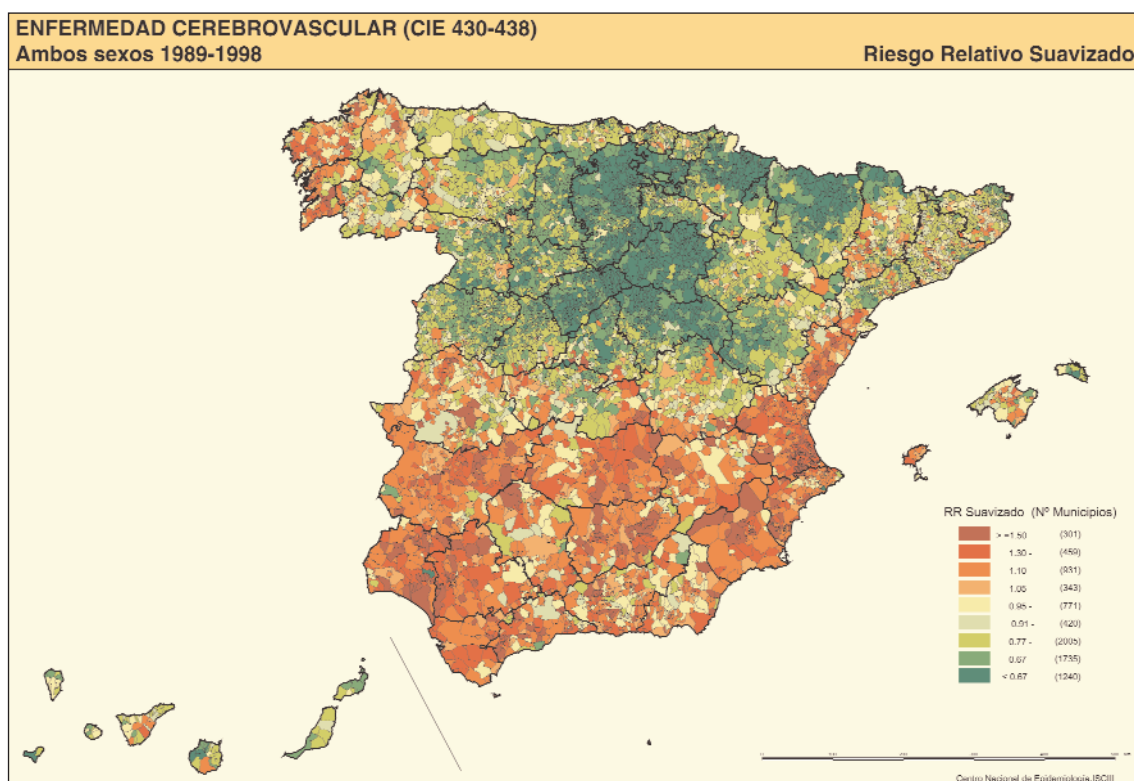 ENFERMEDAD CEREBROVASCULAR (CIE 430-438)
Ambos sexos 1989-1998 Riesgo Relativo Suavizado
RR Suavizado (Nº Municipios)
> =1.50 (301)
1.30 - (459)
1.10 (931)
1.05 (343)
0.95 - (771)
0.91 - (420)
0.77 - (2005)
0.67 (1735)
< 0.67 (1240)
Centro Nacional de Epidemiología. ISCIII